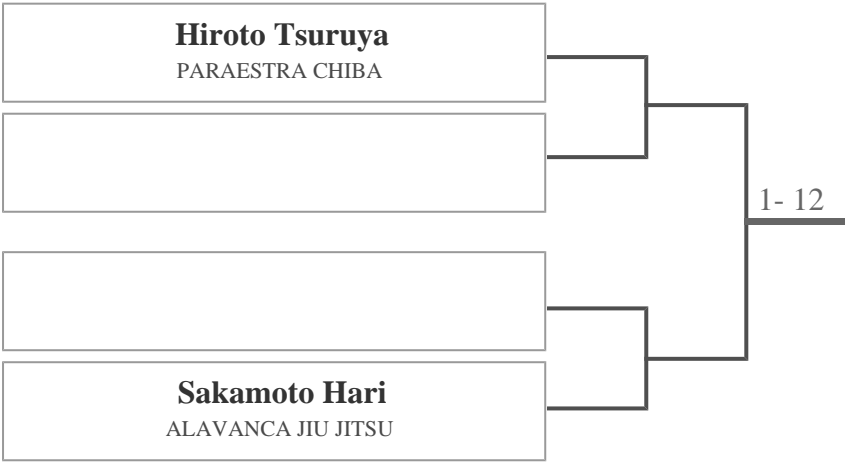 Hiroto Tsuruya
PARAESTRA CHIBA
1- 12
Sakamoto Hari
ALAVANCA JIU JITSU